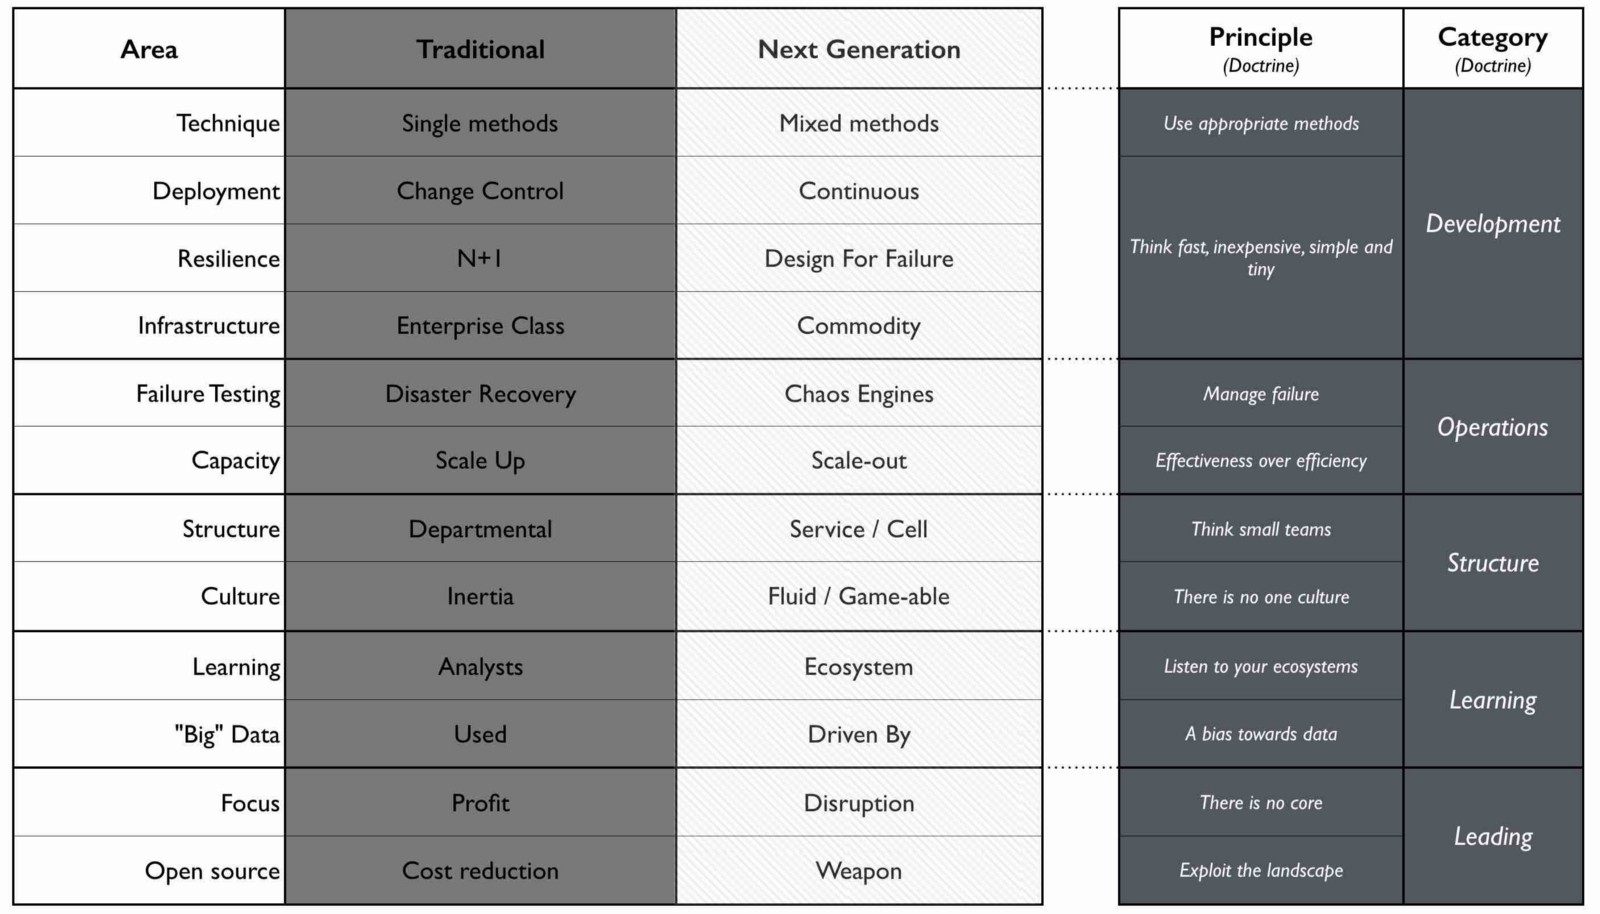 Area Traditional Next Generation Principle Category
(Doctrine) (Doctrine)
Technique Single methods Mixed methods Use appropriate methods
Deployment Change Control Continuous
Development
Resilience N+1 Design For Failure Think fast, inexpensive, simple and
tiny
Infrastructure Enterprise Class Commodity
Failure Testing Disaster Recovery Chaos Engines Manage failure
Operations
Capacity Scale Up Scale-out Effectiveness over efficiency
Structure Departmental Service / Cell Think small teams
Structure
Culture Inertia Fluid / Game-able There is no one culture
Learning Analysts Ecosystem Listen to your ecosystems
Learning
"Big" Data Used Driven By A bias towards data
Focus Profit Disruption There is no core
Leading
Open source Cost reduction Weapon Exploit the landscape